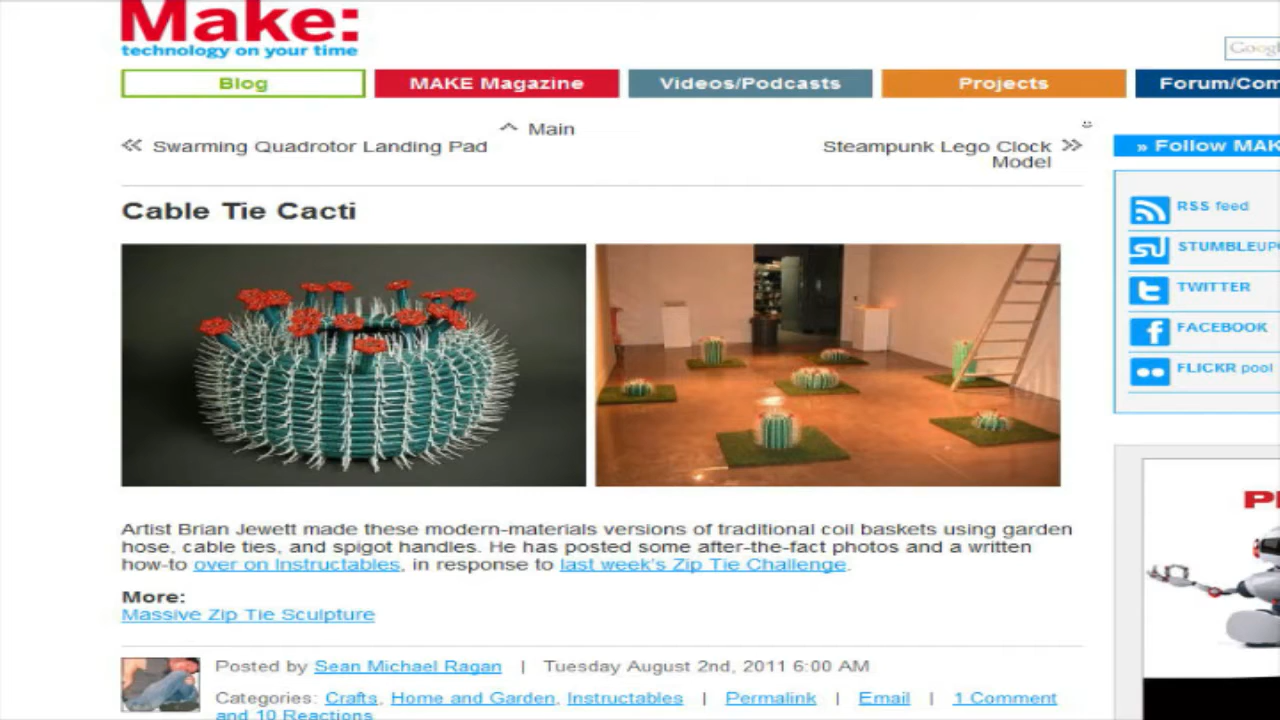 Make:
technology on your time
Blog
MAKE Magazine
Videos/Podcasts
Projects
Forum/Com
Main
Swarming Quadrotor Landing Pad
Steampunk Lego Clock
Model
» Follow MAK
RSS feed
STUMBLEUP
TWITTER
FACEBOOK
FLICKR pool
Cable Tie Cacti
Artist Brian Jewett made these modern-materials versions of traditional coil baskets using garden
hose, cable ties, and spigot handles. He has posted some after-the-fact photos and a written
how-to over on Instructables, in response to last week's Zip Tie Challenge.
More:
Massive Zip Tie Sculpture
Posted by Sean Michael Ragan | Tuesday August 2nd, 2011 6:00 AM
Categories: Crafts, Home and Garden, Instructables | Permalink | Email | 1 Comment
and 10 Reactions